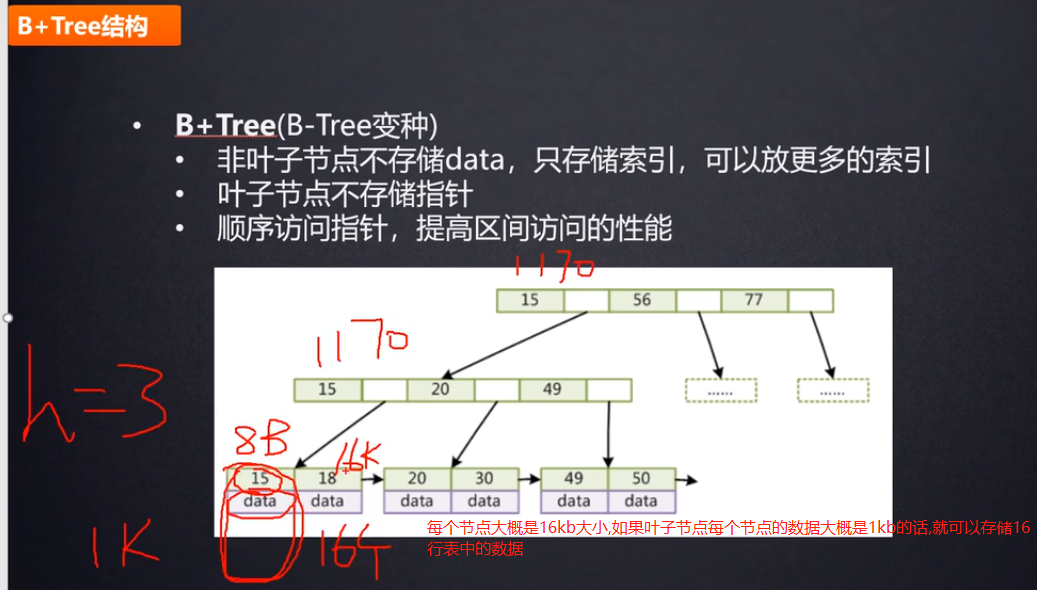 B+Tree结构
• B+Tree(B-Tree变种)
• 非叶子节点不存储data，只存储索引，可以放更多的索引
• 叶子节点不存储指针
• 顺序访问指针，提高区间访问的性能
1170
15 56 77
1170
15 20 49
...... ......
h=3
8B
16K
15 18 20 30 49 50
data data data data data data
1K
16个
每个节点大概是16kb大小,如果叶子节点每个节点的数据大概是1kb的话,就可以存储16
行表中的数据